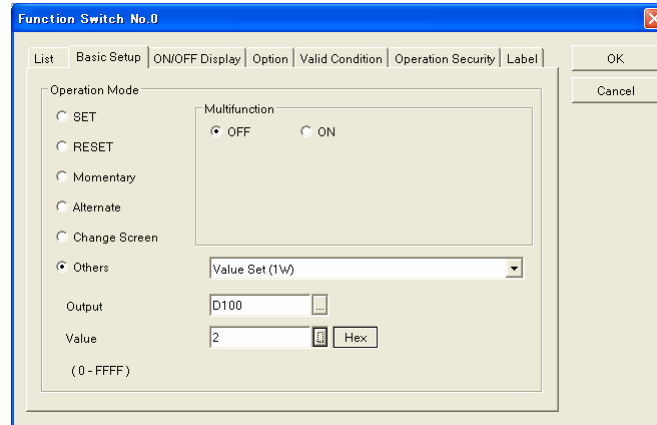 Function Switch No.0
List Basic Setup ON/OFF Display Option Valid Condition Operation Security Label
OK
Cancel
Operation Mode
SET
RESET
Momentary
Alternate
Change Screen
Others
Multifunction
OFF ON
Value Set (1W)
Output D100 ...
Value 2 Hex
( 0 - FFFF )